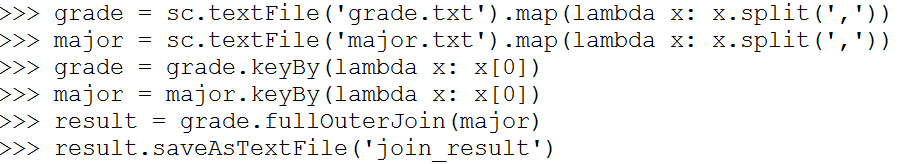 >>> grade = sc.textFile('grade.txt').map(lambda x: x.split(','))
>>> major = sc.textFile('major.txt').map(lambda x: x.split(','))
>>> grade = grade.keyBy(lambda x: x[0])
>>> major = major.keyBy(lambda x: x[0])
>>> result = grade.fullOuterJoin(major)
>>> result.saveAsTextFile('join_result')